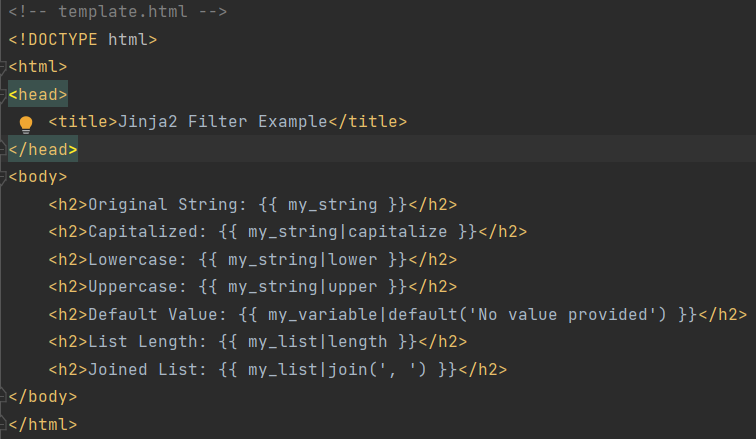 <!-- template.html -->
<!DOCTYPE html>
<html>
<head>
    <title>Jinja2 Filter Example</title>
</head>
<body>
    <h2>Original String: {{ my_string }}</h2>
    <h2>Capitalized: {{ my_string|capitalize }}</h2>
    <h2>Lowercase: {{ my_string|lower }}</h2>
    <h2>Uppercase: {{ my_string|upper }}</h2>
    <h2>Default Value: {{ my_variable|default('No value provided') }}</h2>
    <h2>List Length: {{ my_list|length }}</h2>
    <h2>Joined List: {{ my_list|join(', ') }}</h2>
</body>
</html>